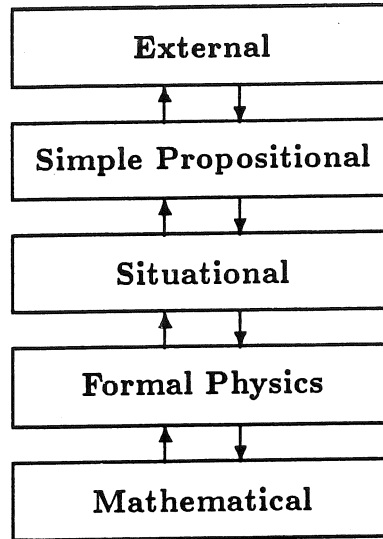 External
Simple Propositional
Situational
Formal Physics
Mathematical